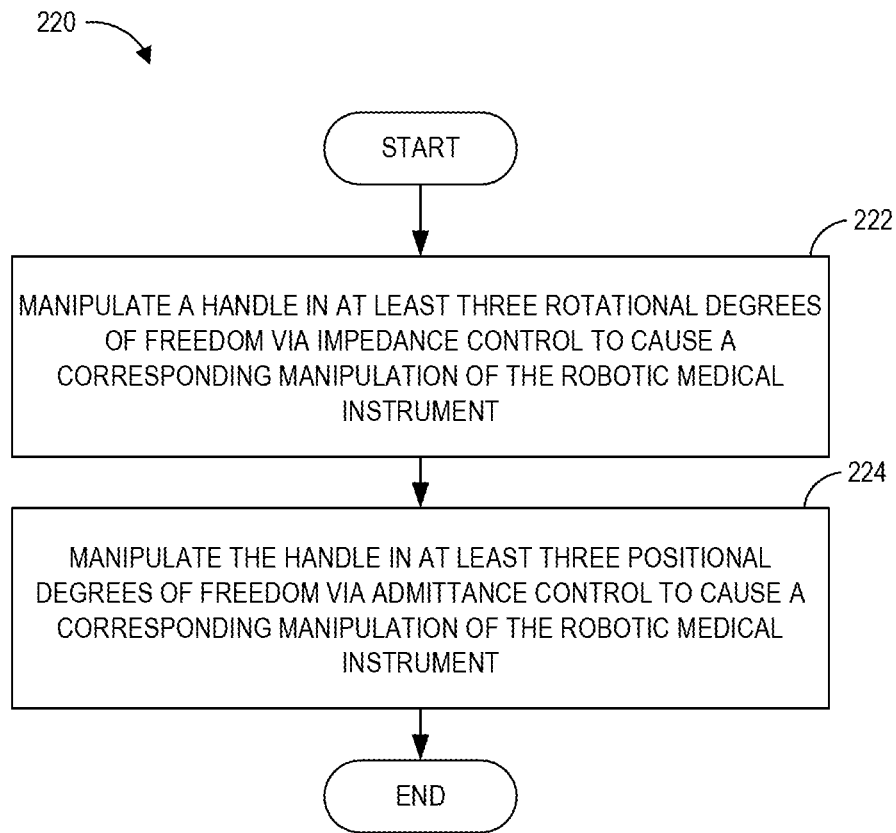 220
START
222
MANIPULATE A HANDLE IN AT LEAST THREE ROTATIONAL DEGREES
OF FREEDOM VIA IMPEDANCE CONTROL TO CAUSE A
CORRESPONDING MANIPULATION OF THE ROBOTIC MEDICAL
INSTRUMENT
224
MANIPULATE THE HANDLE IN AT LEAST THREE POSITIONAL
DEGREES OF FREEDOM VIA ADMITTANCE CONTROL TO CAUSE A
CORRESPONDING MANIPULATION OF THE ROBOTIC MEDICAL
INSTRUMENT
END